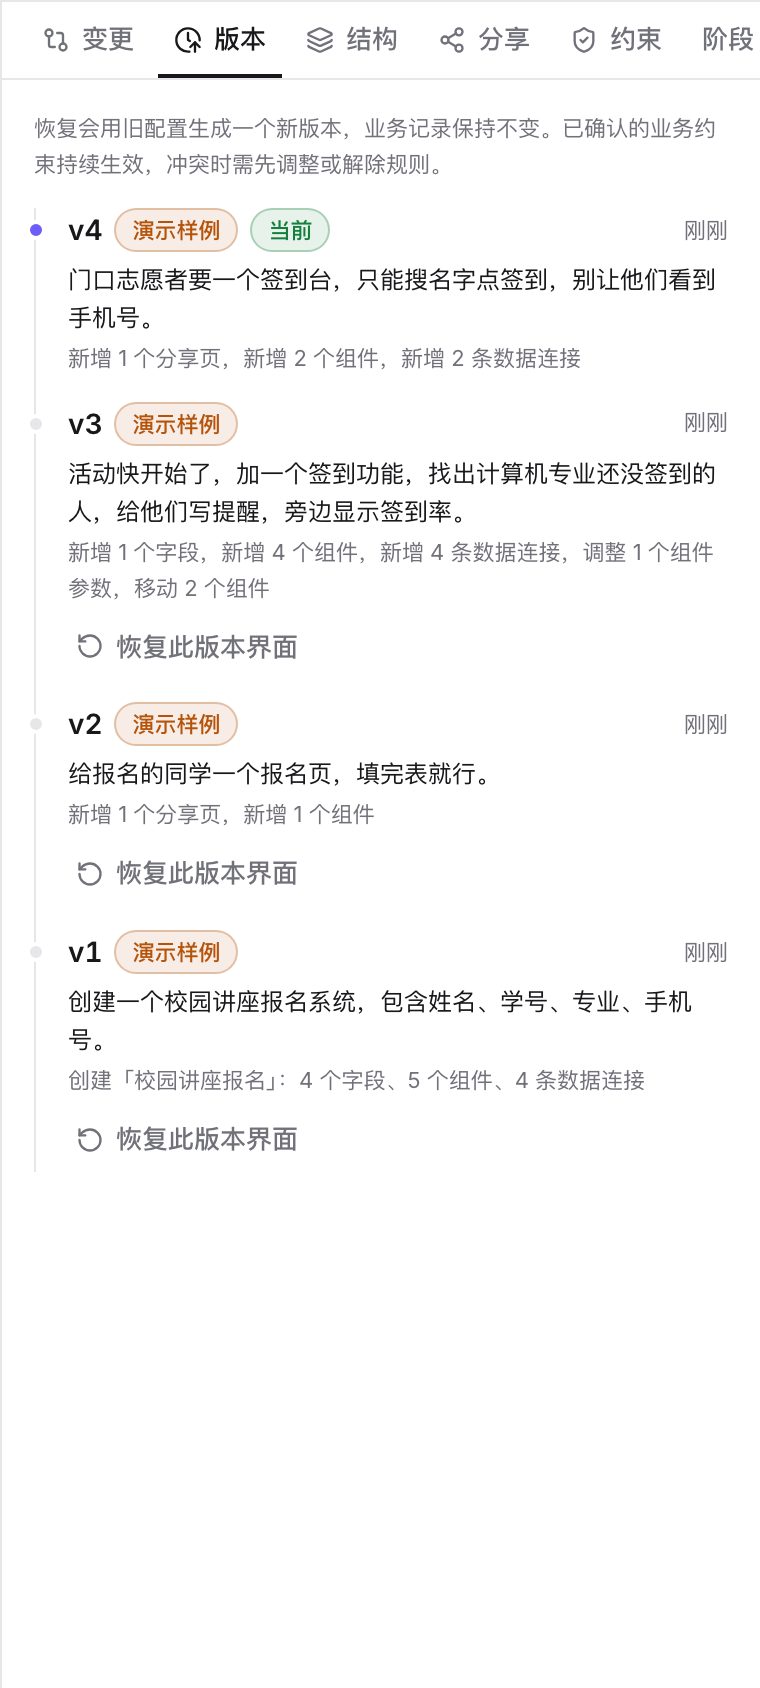 变更 版本 结构 分享 约束 阶段
恢复会用旧配置生成一个新版本，业务记录保持不变。已确认的业务约
束持续生效，冲突时需先调整或解除规则。
v4 演示样例 当前 刚刚
门口志愿者要一个签到台，只能搜名字点签到，别让他们看到
手机号。
新增 1 个分享页，新增 2 个组件，新增 2 条数据连接
v3 演示样例 刚刚
活动快开始了，加一个签到功能，找出计算机专业还没签到的
人，给他们写提醒，旁边显示签到率。
新增 1 个字段，新增 4 个组件，新增 4 条数据连接，调整 1 个组件
参数，移动 2 个组件
恢复此版本界面
v2 演示样例 刚刚
给报名的同学一个报名页，填完表就行。
新增 1 个分享页，新增 1 个组件
恢复此版本界面
v1 演示样例 刚刚
创建一个校园讲座报名系统，包含姓名、学号、专业、手机
号。
创建「校园讲座报名」：4 个字段、5 个组件、4 条数据连接
恢复此版本界面